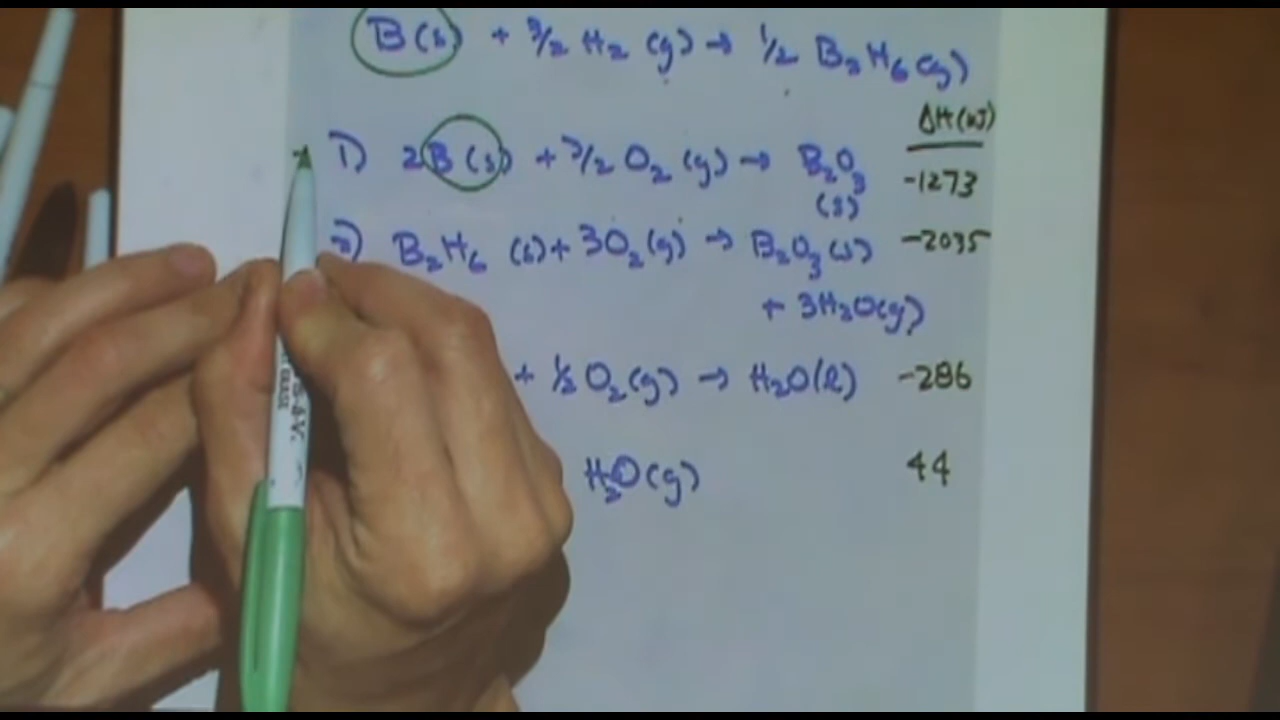 B(s) + 3/2 H2 (g) → 1/2 B2H6(g)
ΔH(kJ)
1) 2B(s) + 3/2 O2 (g) → B2O3 -1273
(s)
2) B2H6 (s) + 3O2(g) → B2O3(s) -2035
+ 3H2O(g)
+ 1/2 O2(g) → H2O(l) -286
H2O(g) 44